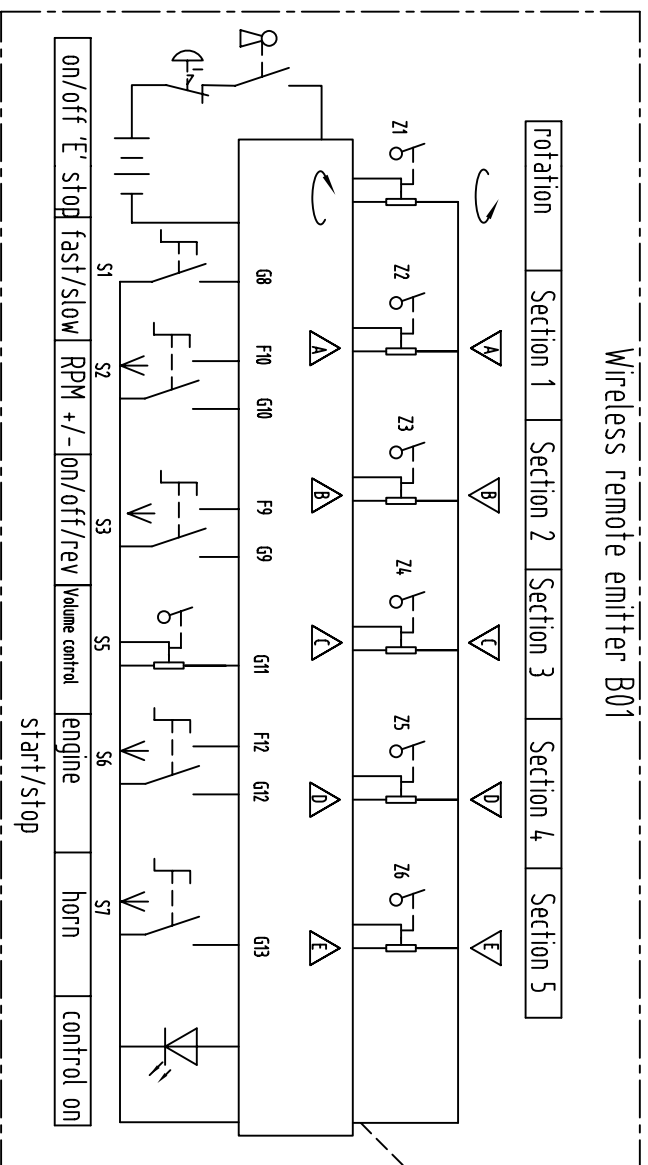 Wireless remote emitter B01
rotation
Section 1
Section 2
Section 3
Section 4
Section 5
A
B
C
D
E
Z1
Z2
Z3
Z4
Z5
Z6
A
B
C
D
E
G8
F10
G10
F9
G9
G11
F12
G12
G13
S1
S2
S3
S5
S6
S7
on/off 'E' stop
fast/slow
RPM +/-
on/off/rev
Volume control
engine
start/stop
horn
control on